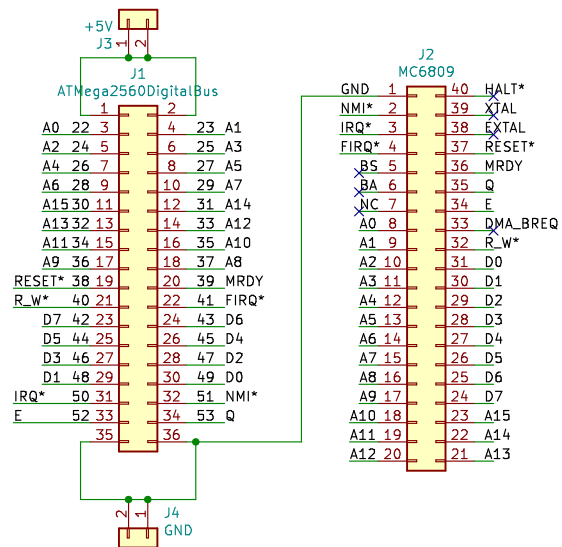 +5V
J3 1 2
J1
ATMega2560DigitalBus
1 2
A0 22 3 4 23 A1
A2 24 5 6 25 A3
A4 26 7 8 27 A5
A6 28 9 10 29 A7
A15 30 11 12 31 A14
A13 32 13 14 33 A12
A11 34 15 16 35 A10
A9 36 17 18 37 A8
RESET* 38 19 20 39 MRDY
R_W* 40 21 22 41 FIRQ*
D7 42 23 24 43 D6
D5 44 25 26 45 D4
D3 46 27 28 47 D2
D1 48 29 30 49 D0
IRQ* 50 31 32 51 NMI*
E 52 33 34 53 Q
35 36
2 1 J4
GND
J2
MC6809
GND 1 40 HALT*
NMI* 2 39 XTAL
IRQ* 3 38 EXTAL
FIRQ* 4 37 RESET*
BS 5 36 MRDY
BA 6 35 Q
NC 7 34 E
A0 8 33 DMA_BREQ
A1 9 32 R_W*
A2 10 31 D0
A3 11 30 D1
A4 12 29 D2
A5 13 28 D3
A6 14 27 D4
A7 15 26 D5
A8 16 25 D6
A9 17 24 D7
A10 18 23 A15
A11 19 22 A14
A12 20 21 A13